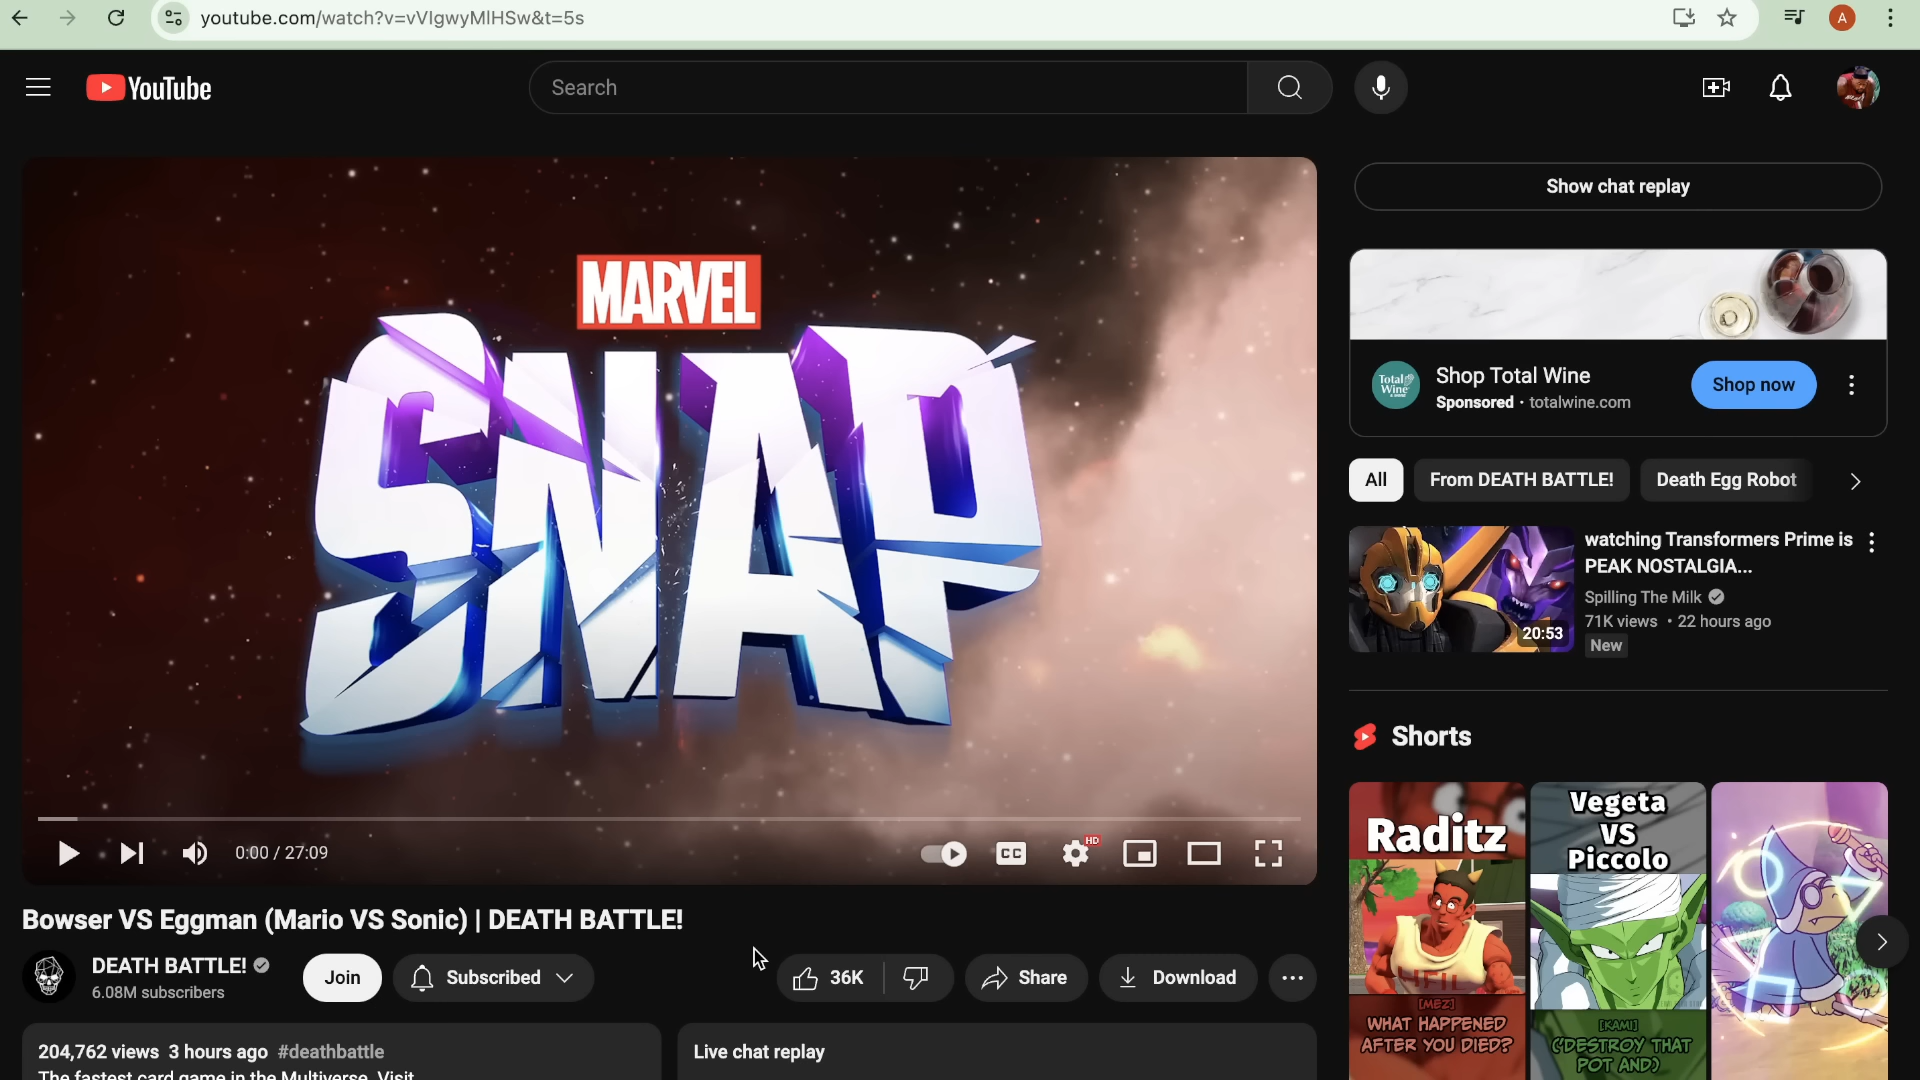 youtube.com/watch?v=vVIgwyMlHSw&t=5s
A
YouTube
Search
MARVEL
SNAP
0:00 / 27:09
CC
HD
Bowser VS Eggman (Mario VS Sonic) | DEATH BATTLE!
DEATH BATTLE!
6.08M subscribers
Join
Subscribed
36K
Share
Download
204,762 views 3 hours ago #deathbattle
The fastest card game in the Multiverse. Visit
Live chat replay
Show chat replay
Total Wine
Shop Total Wine
Sponsored · totalwine.com
Shop now
All
From DEATH BATTLE!
Death Egg Robot
20:53
watching Transformers Prime is
PEAK NOSTALGIA...
Spilling The Milk
71K views · 22 hours ago
New
Shorts
Raditz
HFIL
[MEZ]
WHAT HAPPENED
AFTER YOU DIED?
Vegeta
VS
Piccolo
[KAMI]
(DESTROY THAT
POT AND)